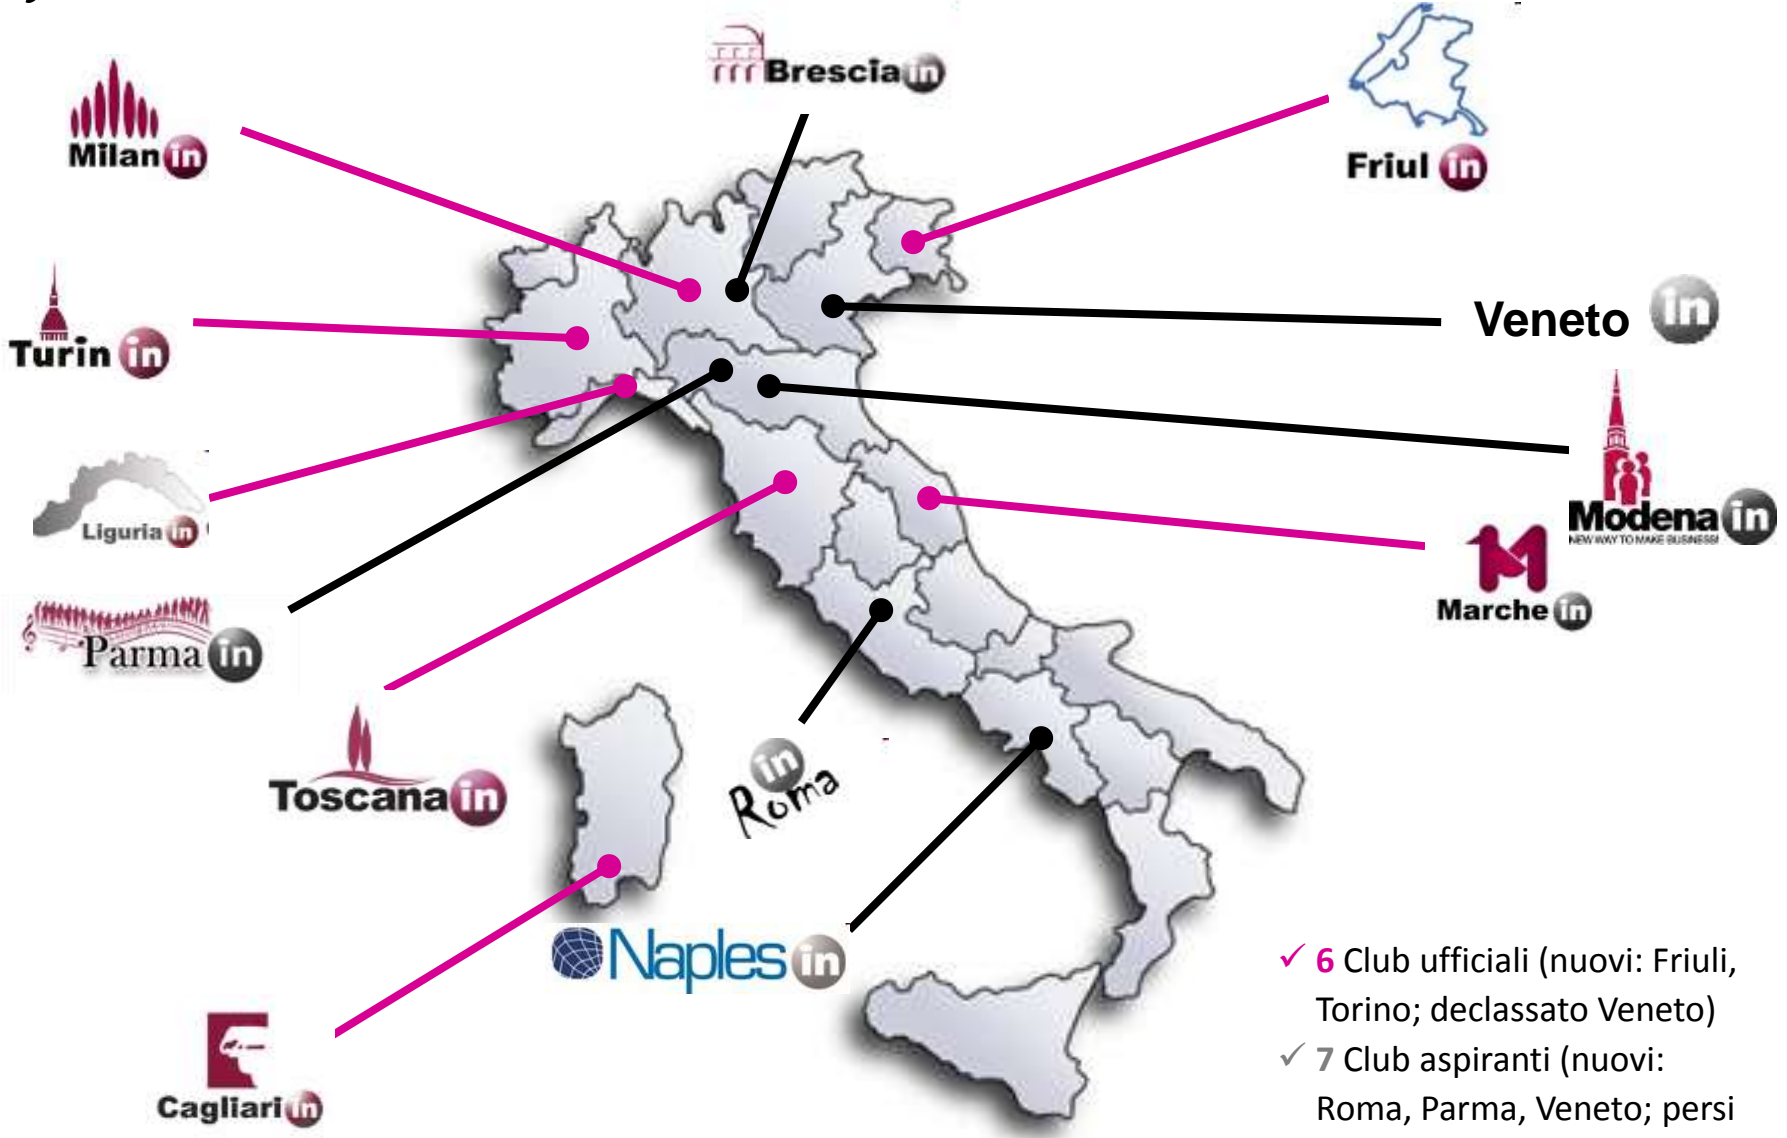 Brescia in
Milan in
Friul in
Veneto in
Turin in
Modena in
NEW WAY TO MAKE BUSINESS!
Liguria in
Marche in
Parma in
Toscana in
in
Roma
Naples in
Cagliari in
✓ 6 Club ufficiali (nuovi: Friuli,
Torino; declassato Veneto)
✓ 7 Club aspiranti (nuovi:
Roma, Parma, Veneto; persi